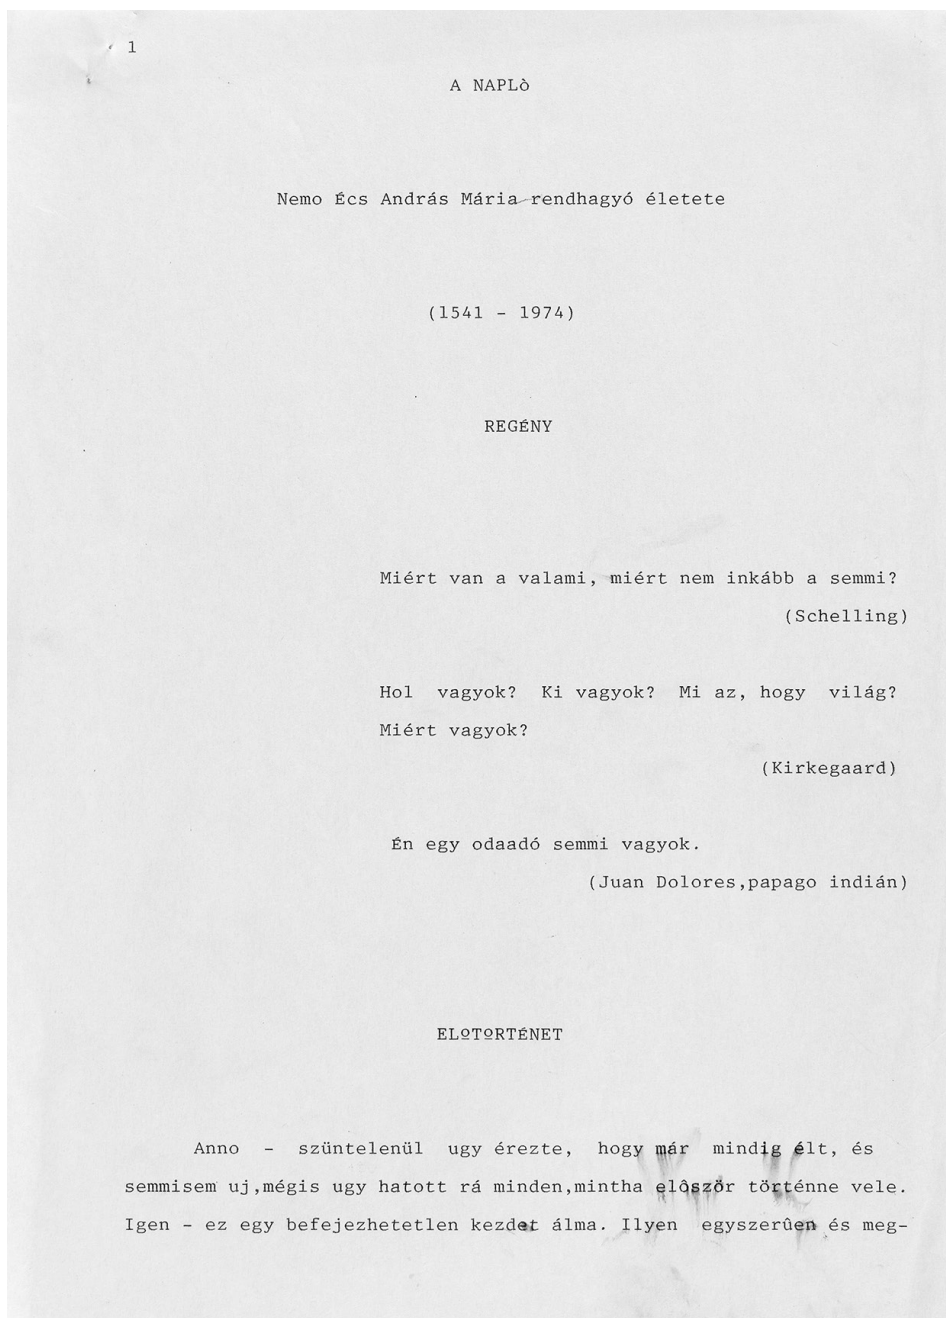 1
A NAPLò
Nemo Écs András Mária rendhagyó életete
(1541 - 1974)
REGÉNY
Miért van a valami, miért nem inkább a semmi?
(Schelling)
Hol vagyok? Ki vagyok? Mi az, hogy világ?
Miért vagyok?
(Kirkegaard)
Én egy odaadó semmi vagyok.
(Juan Dolores,papago indián)
ELºTºRTÉNET
Anno - szüntelenül ugy érezte, hogy már mindig élt, és
semmisem uj,mégis ugy hatott rá minden,mintha elôször történne vele.
Igen - ez egy befejezhetetlen kezdet álma. Ilyen egyszerûen és meg-